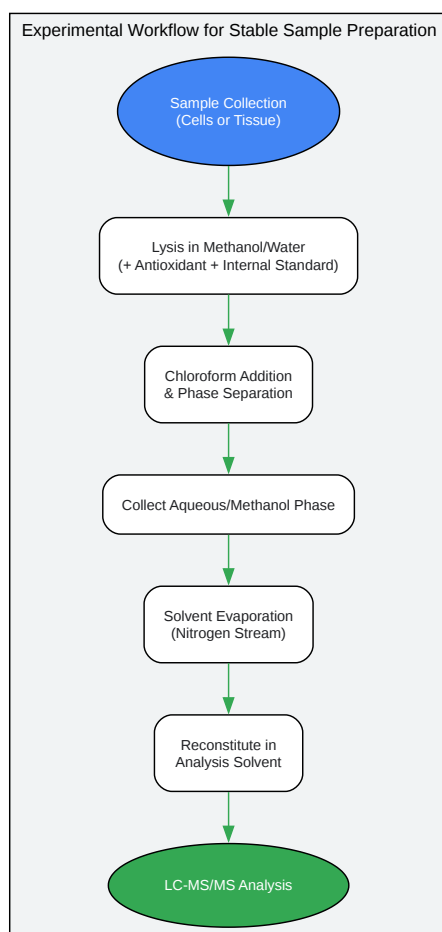 Experimental Workflow for Stable Sample Preparation
Sample Collection
(Cells or Tissue)
Lysis in Methanol/Water
(+ Antioxidant + Internal Standard)
Chloroform Addition
& Phase Separation
Collect Aqueous/Methanol Phase
Solvent Evaporation
(Nitrogen Stream)
Reconstitute in
Analysis Solvent
LC-MS/MS Analysis